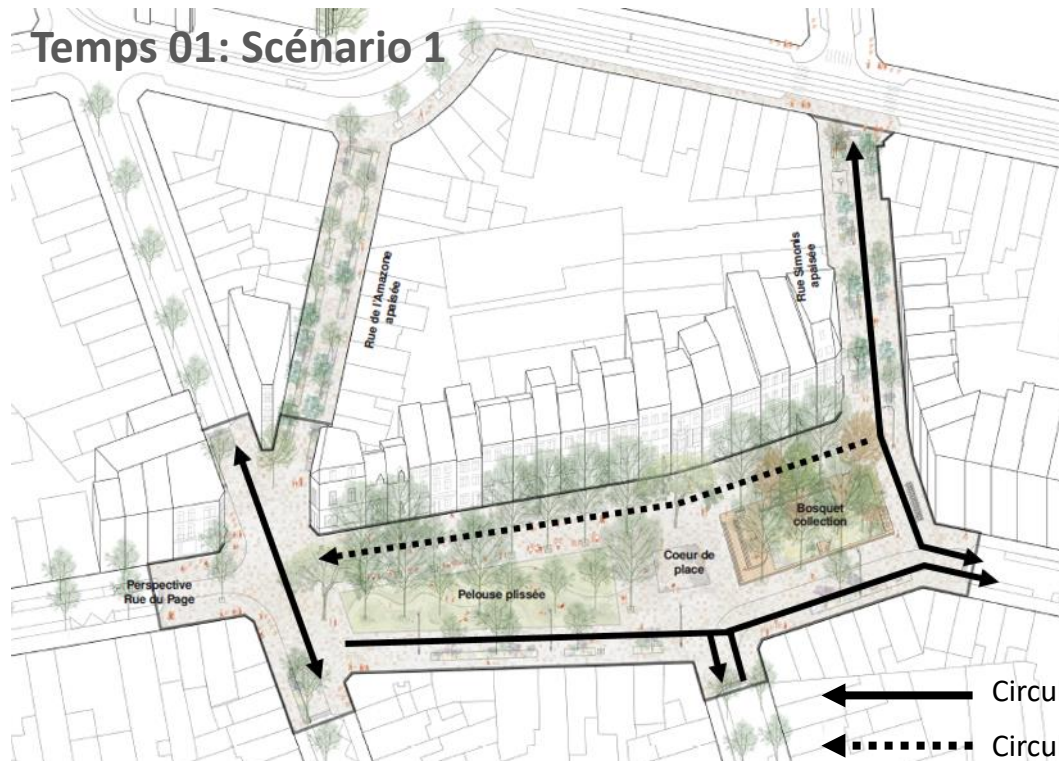 Temps 01: Scénario 1
Rue de l'Amazone
apaisée
Rue Simonis
apaisée
Bosquet
collection
Coeur de
place
Perspective
Rue du Page
Pelouse plissée
Circu
Circu